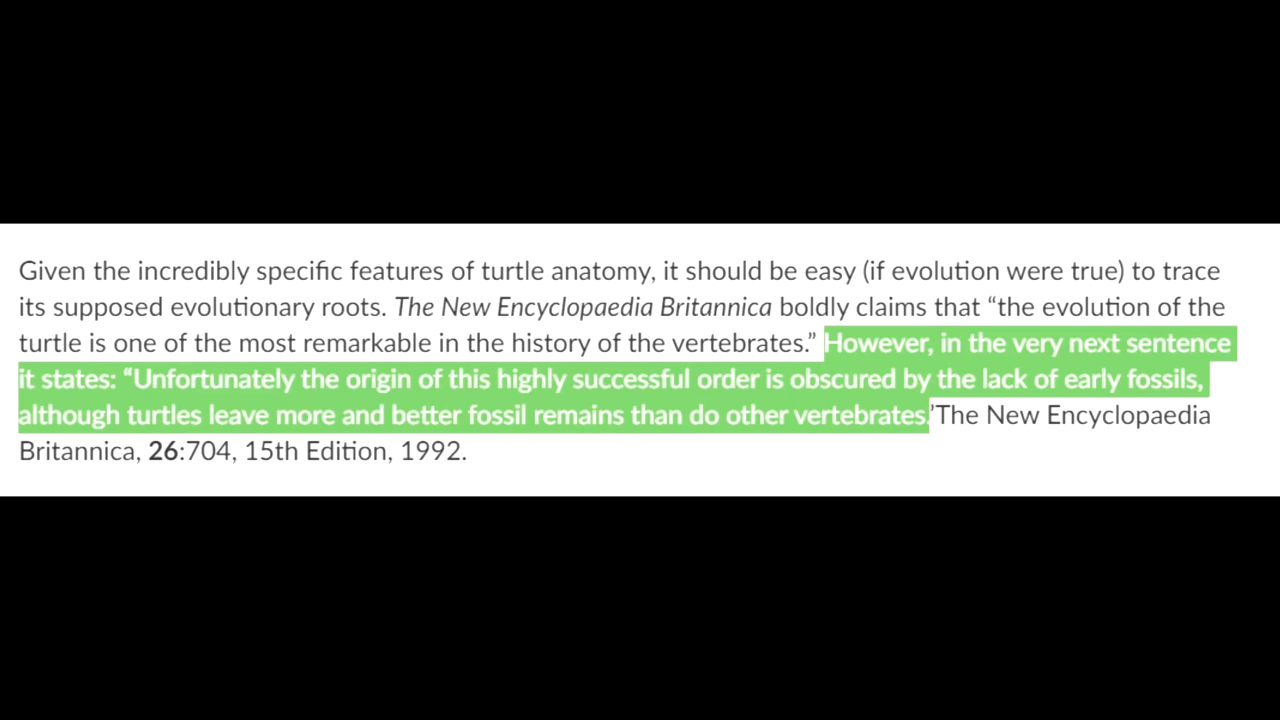 Given the incredibly specific features of turtle anatomy, it should be easy (if evolution were true) to trace
its supposed evolutionary roots. The New Encyclopaedia Britannica boldly claims that “the evolution of the
turtle is one of the most remarkable in the history of the vertebrates.” However, in the very next sentence
it states: “Unfortunately the origin of this highly successful order is obscured by the lack of early fossils,
although turtles leave more and better fossil remains than do other vertebrates.’The New Encyclopaedia
Britannica, 26:704, 15th Edition, 1992.